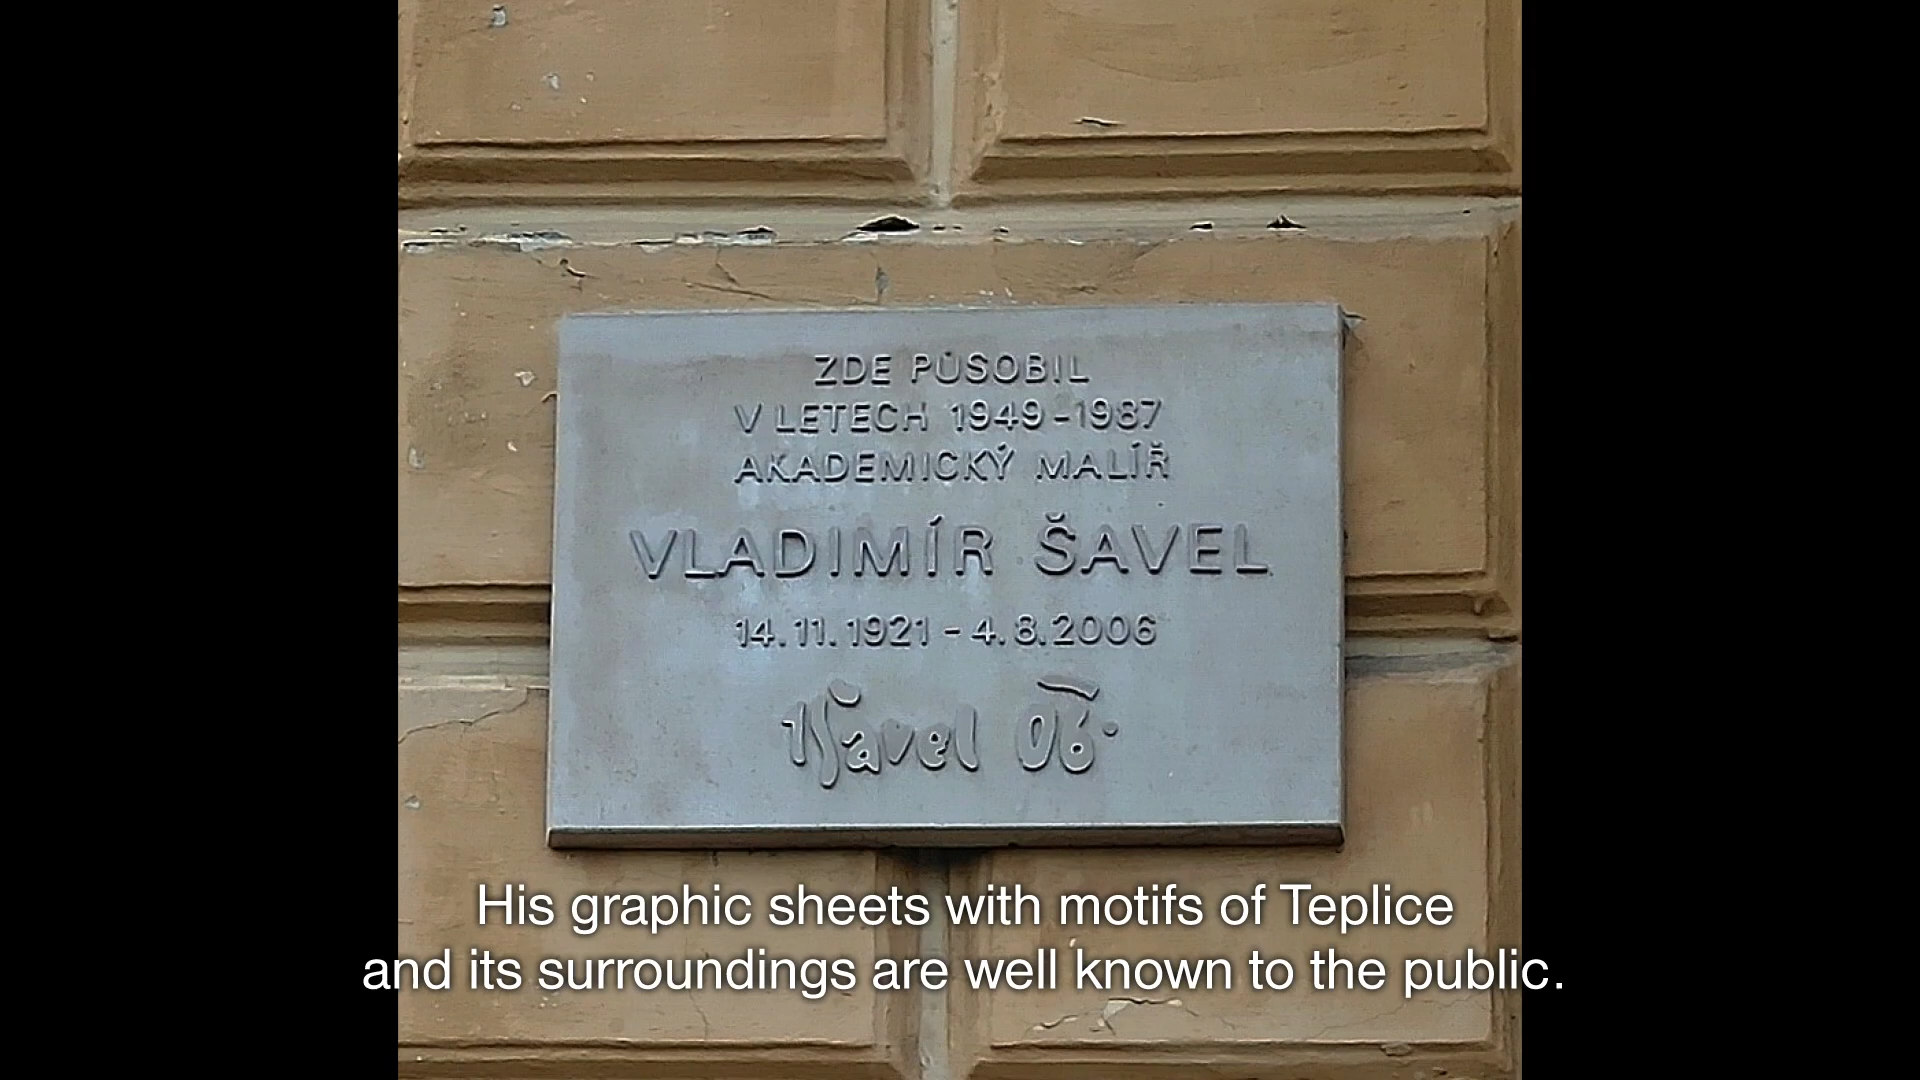 ZDE PŮSOBIL
V LETECH 1949-1987
AKADEMICKÝ MALÍŘ
VLADIMÍR ŠAVEL
14.11.1921 - 4.8.2006
VŠavel 06
His graphic sheets with motifs of Teplice
and its surroundings are well known to the public.